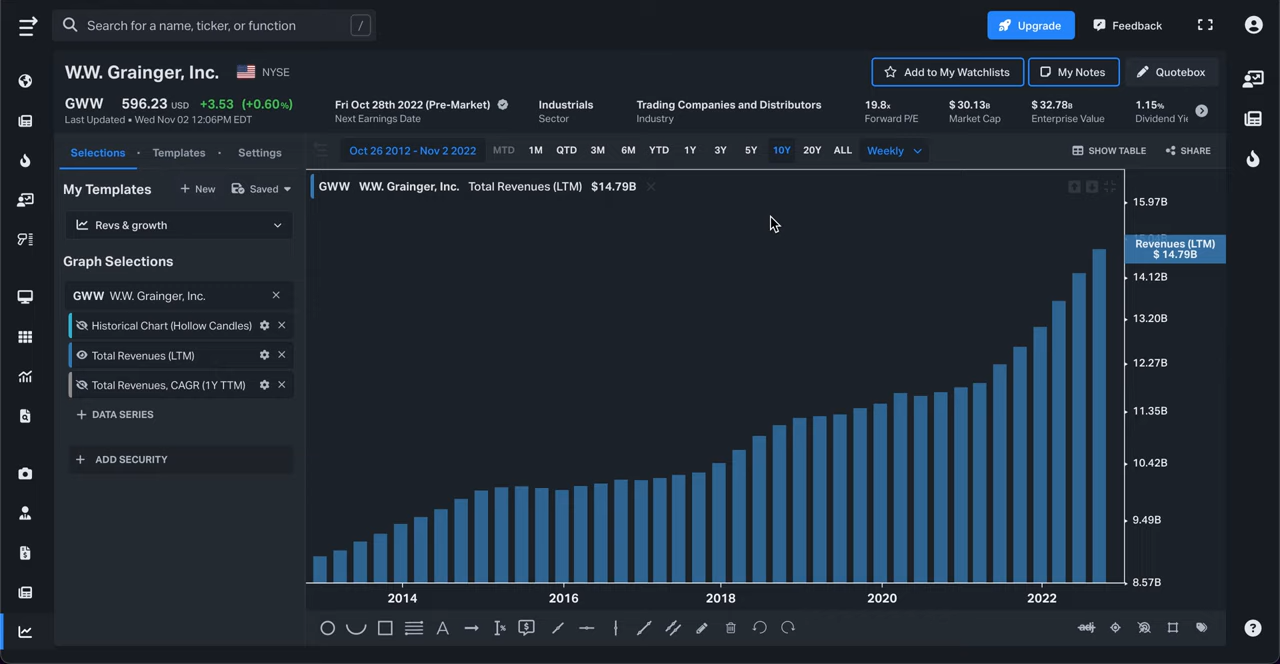 Search for a name, ticker, or function /
Upgrade
Feedback
W.W. Grainger, Inc. NYSE
Add to My Watchlists
My Notes
Quotebox
GWW 596.23 USD +3.53 (+0.60%)
Last Updated • Wed Nov 02 12:06PM EDT
Fri Oct 28th 2022 (Pre-Market)
Next Earnings Date
Industrials
Sector
Trading Companies and Distributors
Industry
19.8x
Forward P/E
$ 30.13B
Market Cap
$ 32.78B
Enterprise Value
1.15%
Dividend Yie
Selections • Templates • Settings
Oct 26 2012 - Nov 2 2022 MTD 1M QTD 3M 6M YTD 1Y 3Y 5Y 10Y 20Y ALL Weekly
SHOW TABLE
SHARE
My Templates + New Saved
Revs & growth
Graph Selections
GWW W.W. Grainger, Inc.
Historical Chart (Hollow Candles)
Total Revenues (LTM)
Total Revenues, CAGR (1Y TTM)
+ DATA SERIES
+ ADD SECURITY
GWW W.W. Grainger, Inc. Total Revenues (LTM) $14.79B
15.97B
Revenues (LTM)
$ 14.79B
14.12B
13.20B
12.27B
11.35B
10.42B
9.49B
8.57B
2014 2016 2018 2020 2022
A
%
$
adj
?